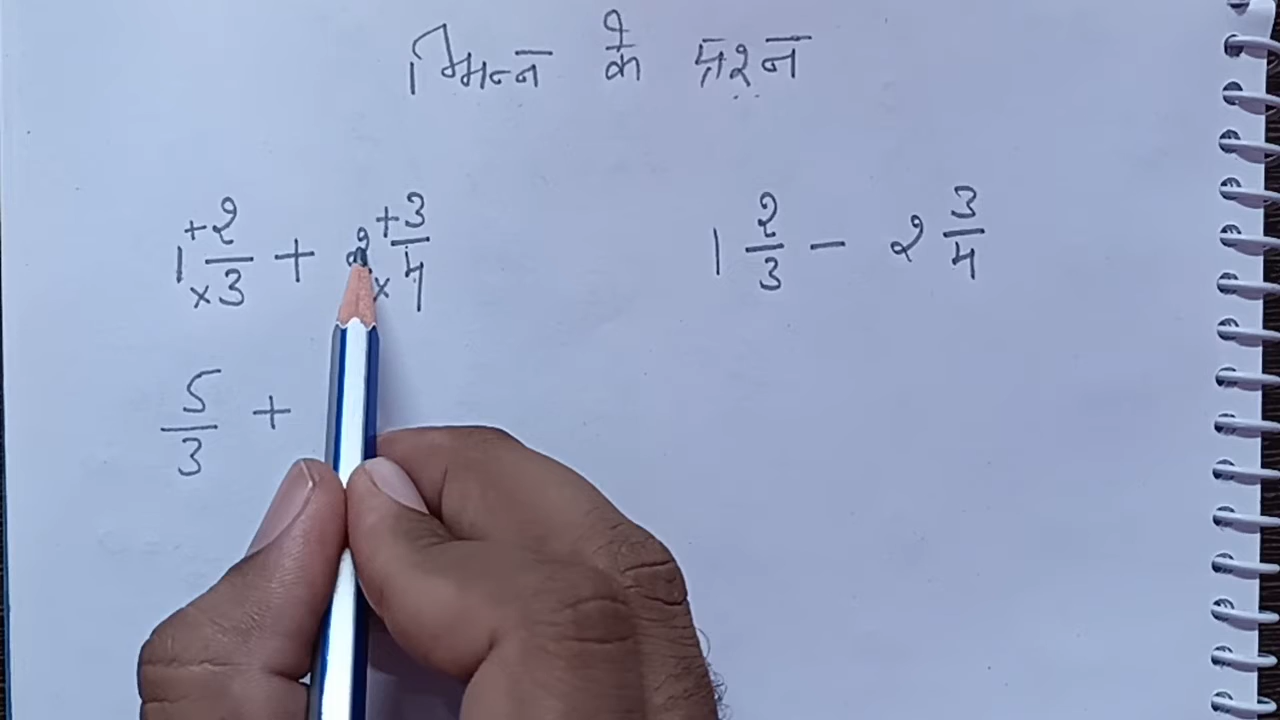 भिन्न के प्रश्न
1 +2/×3 + 2 +3/×4
1 2/3 - 2 3/4
5/3 +